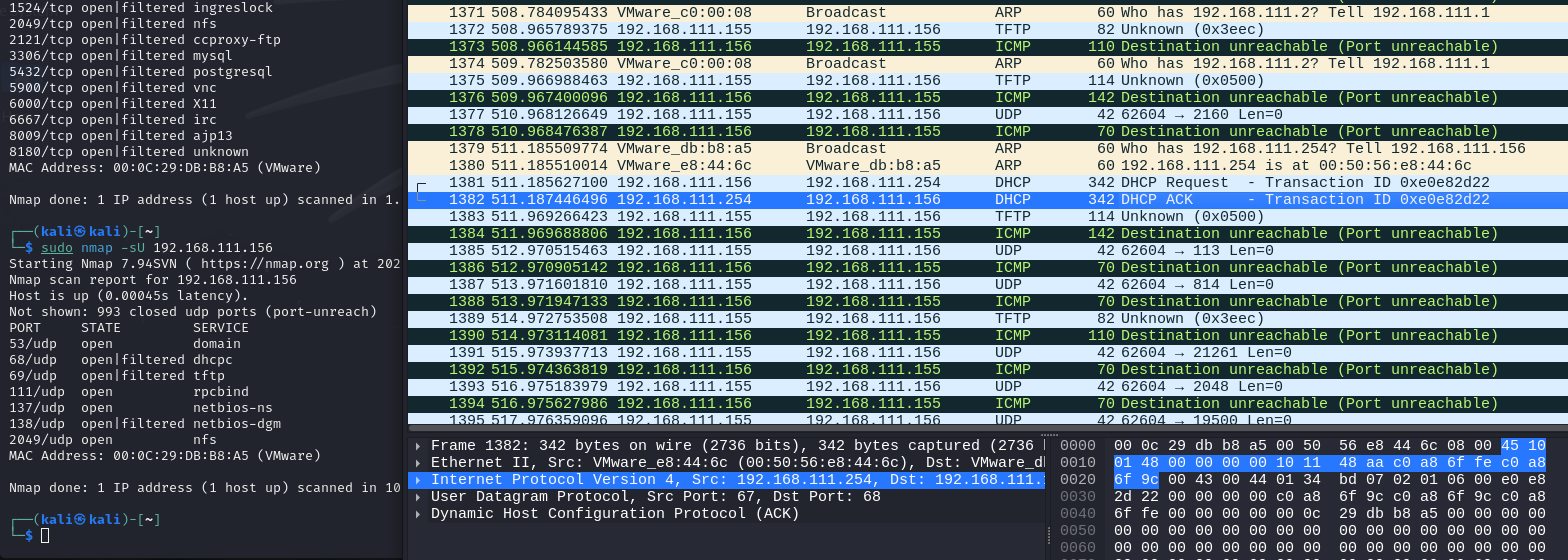 1524/tcp open|filtered ingreslock
2049/tcp open|filtered nfs
2121/tcp open|filtered ccproxy-ftp
3306/tcp open|filtered mysql
5432/tcp open|filtered postgresql
5900/tcp open|filtered vnc
6000/tcp open|filtered X11
6667/tcp open|filtered irc
8009/tcp open|filtered ajp13
8180/tcp open|filtered unknown
MAC Address: 00:0C:29:DB:B8:A5 (VMware)
Nmap done: 1 IP address (1 host up) scanned in 1.
┌──(kali㉿kali)-[~]
└─$ sudo nmap -sU 192.168.111.156
Starting Nmap 7.94SVN ( https://nmap.org ) at 202
Nmap scan report for 192.168.111.156
Host is up (0.00045s latency).
Not shown: 993 closed udp ports (port-unreach)
PORT     STATE         SERVICE
53/udp   open          domain
68/udp   open|filtered dhcpc
69/udp   open|filtered tftp
111/udp  open          rpcbind
137/udp  open          netbios-ns
138/udp  open|filtered netbios-dgm
2049/udp open          nfs
MAC Address: 00:0C:29:DB:B8:A5 (VMware)
Nmap done: 1 IP address (1 host up) scanned in 10
┌──(kali㉿kali)-[~]
└─$
1371 508.784095433 VMware_c0:00:08 Broadcast ARP 60 Who has 192.168.111.2? Tell 192.168.111.1
1372 508.965789375 192.168.111.155 192.168.111.156 TFTP 82 Unknown (0x3eec)
1373 508.966144585 192.168.111.156 192.168.111.155 ICMP 110 Destination unreachable (Port unreachable)
1374 509.782503580 VMware_c0:00:08 Broadcast ARP 60 Who has 192.168.111.2? Tell 192.168.111.1
1375 509.966988463 192.168.111.155 192.168.111.156 TFTP 114 Unknown (0x0500)
1376 509.967400096 192.168.111.156 192.168.111.155 ICMP 142 Destination unreachable (Port unreachable)
1377 510.968126649 192.168.111.155 192.168.111.156 UDP 42 62604 → 2160 Len=0
1378 510.968476387 192.168.111.156 192.168.111.155 ICMP 70 Destination unreachable (Port unreachable)
1379 511.185509774 VMware_db:b8:a5 Broadcast ARP 60 Who has 192.168.111.254? Tell 192.168.111.156
1380 511.185510014 VMware_e8:44:6c VMware_db:b8:a5 ARP 60 192.168.111.254 is at 00:50:56:e8:44:6c
1381 511.185627100 192.168.111.156 192.168.111.254 DHCP 342 DHCP Request  - Transaction ID 0xe0e82d22
1382 511.187446496 192.168.111.254 192.168.111.156 DHCP 342 DHCP ACK      - Transaction ID 0xe0e82d22
1383 511.969266423 192.168.111.155 192.168.111.156 TFTP 114 Unknown (0x0500)
1384 511.969688806 192.168.111.156 192.168.111.155 ICMP 142 Destination unreachable (Port unreachable)
1385 512.970515463 192.168.111.155 192.168.111.156 UDP 42 62604 → 113 Len=0
1386 512.970905142 192.168.111.156 192.168.111.155 ICMP 70 Destination unreachable (Port unreachable)
1387 513.971601810 192.168.111.155 192.168.111.156 UDP 42 62604 → 814 Len=0
1388 513.971947133 192.168.111.156 192.168.111.155 ICMP 70 Destination unreachable (Port unreachable)
1389 514.972753508 192.168.111.155 192.168.111.156 TFTP 82 Unknown (0x3eec)
1390 514.973114081 192.168.111.156 192.168.111.155 ICMP 110 Destination unreachable (Port unreachable)
1391 515.973937713 192.168.111.155 192.168.111.156 UDP 42 62604 → 21261 Len=0
1392 515.974363819 192.168.111.156 192.168.111.155 ICMP 70 Destination unreachable (Port unreachable)
1393 516.975183979 192.168.111.155 192.168.111.156 UDP 42 62604 → 2048 Len=0
1394 516.975627986 192.168.111.156 192.168.111.155 ICMP 70 Destination unreachable (Port unreachable)
1395 517.976359096 192.168.111.155 192.168.111.156 UDP 42 62604 → 19500 Len=0
Frame 1382: 342 bytes on wire (2736 bits), 342 bytes captured (2736
Ethernet II, Src: VMware_e8:44:6c (00:50:56:e8:44:6c), Dst: VMware_d
Internet Protocol Version 4, Src: 192.168.111.254, Dst: 192.168.111.
User Datagram Protocol, Src Port: 67, Dst Port: 68
Dynamic Host Configuration Protocol (ACK)
0000 00 0c 29 db b8 a5 00 50 56 e8 44 6c 08 00 45 10
0010 01 48 00 00 00 00 10 11 48 aa c0 a8 6f fe c0 a8
0020 6f 9c 00 43 00 44 01 34 bd 07 02 01 06 00 e0 e8
0030 2d 22 00 00 00 00 c0 a8 6f 9c c0 a8 6f 9c c0 a8
0040 6f fe 00 00 00 00 00 0c 29 db b8 a5 00 00 00 00
0050 00 00 00 00 00 00 00 00 00 00 00 00 00 00 00 00
0060 00 00 00 00 00 00 00 00 00 00 00 00 00 00 00 00